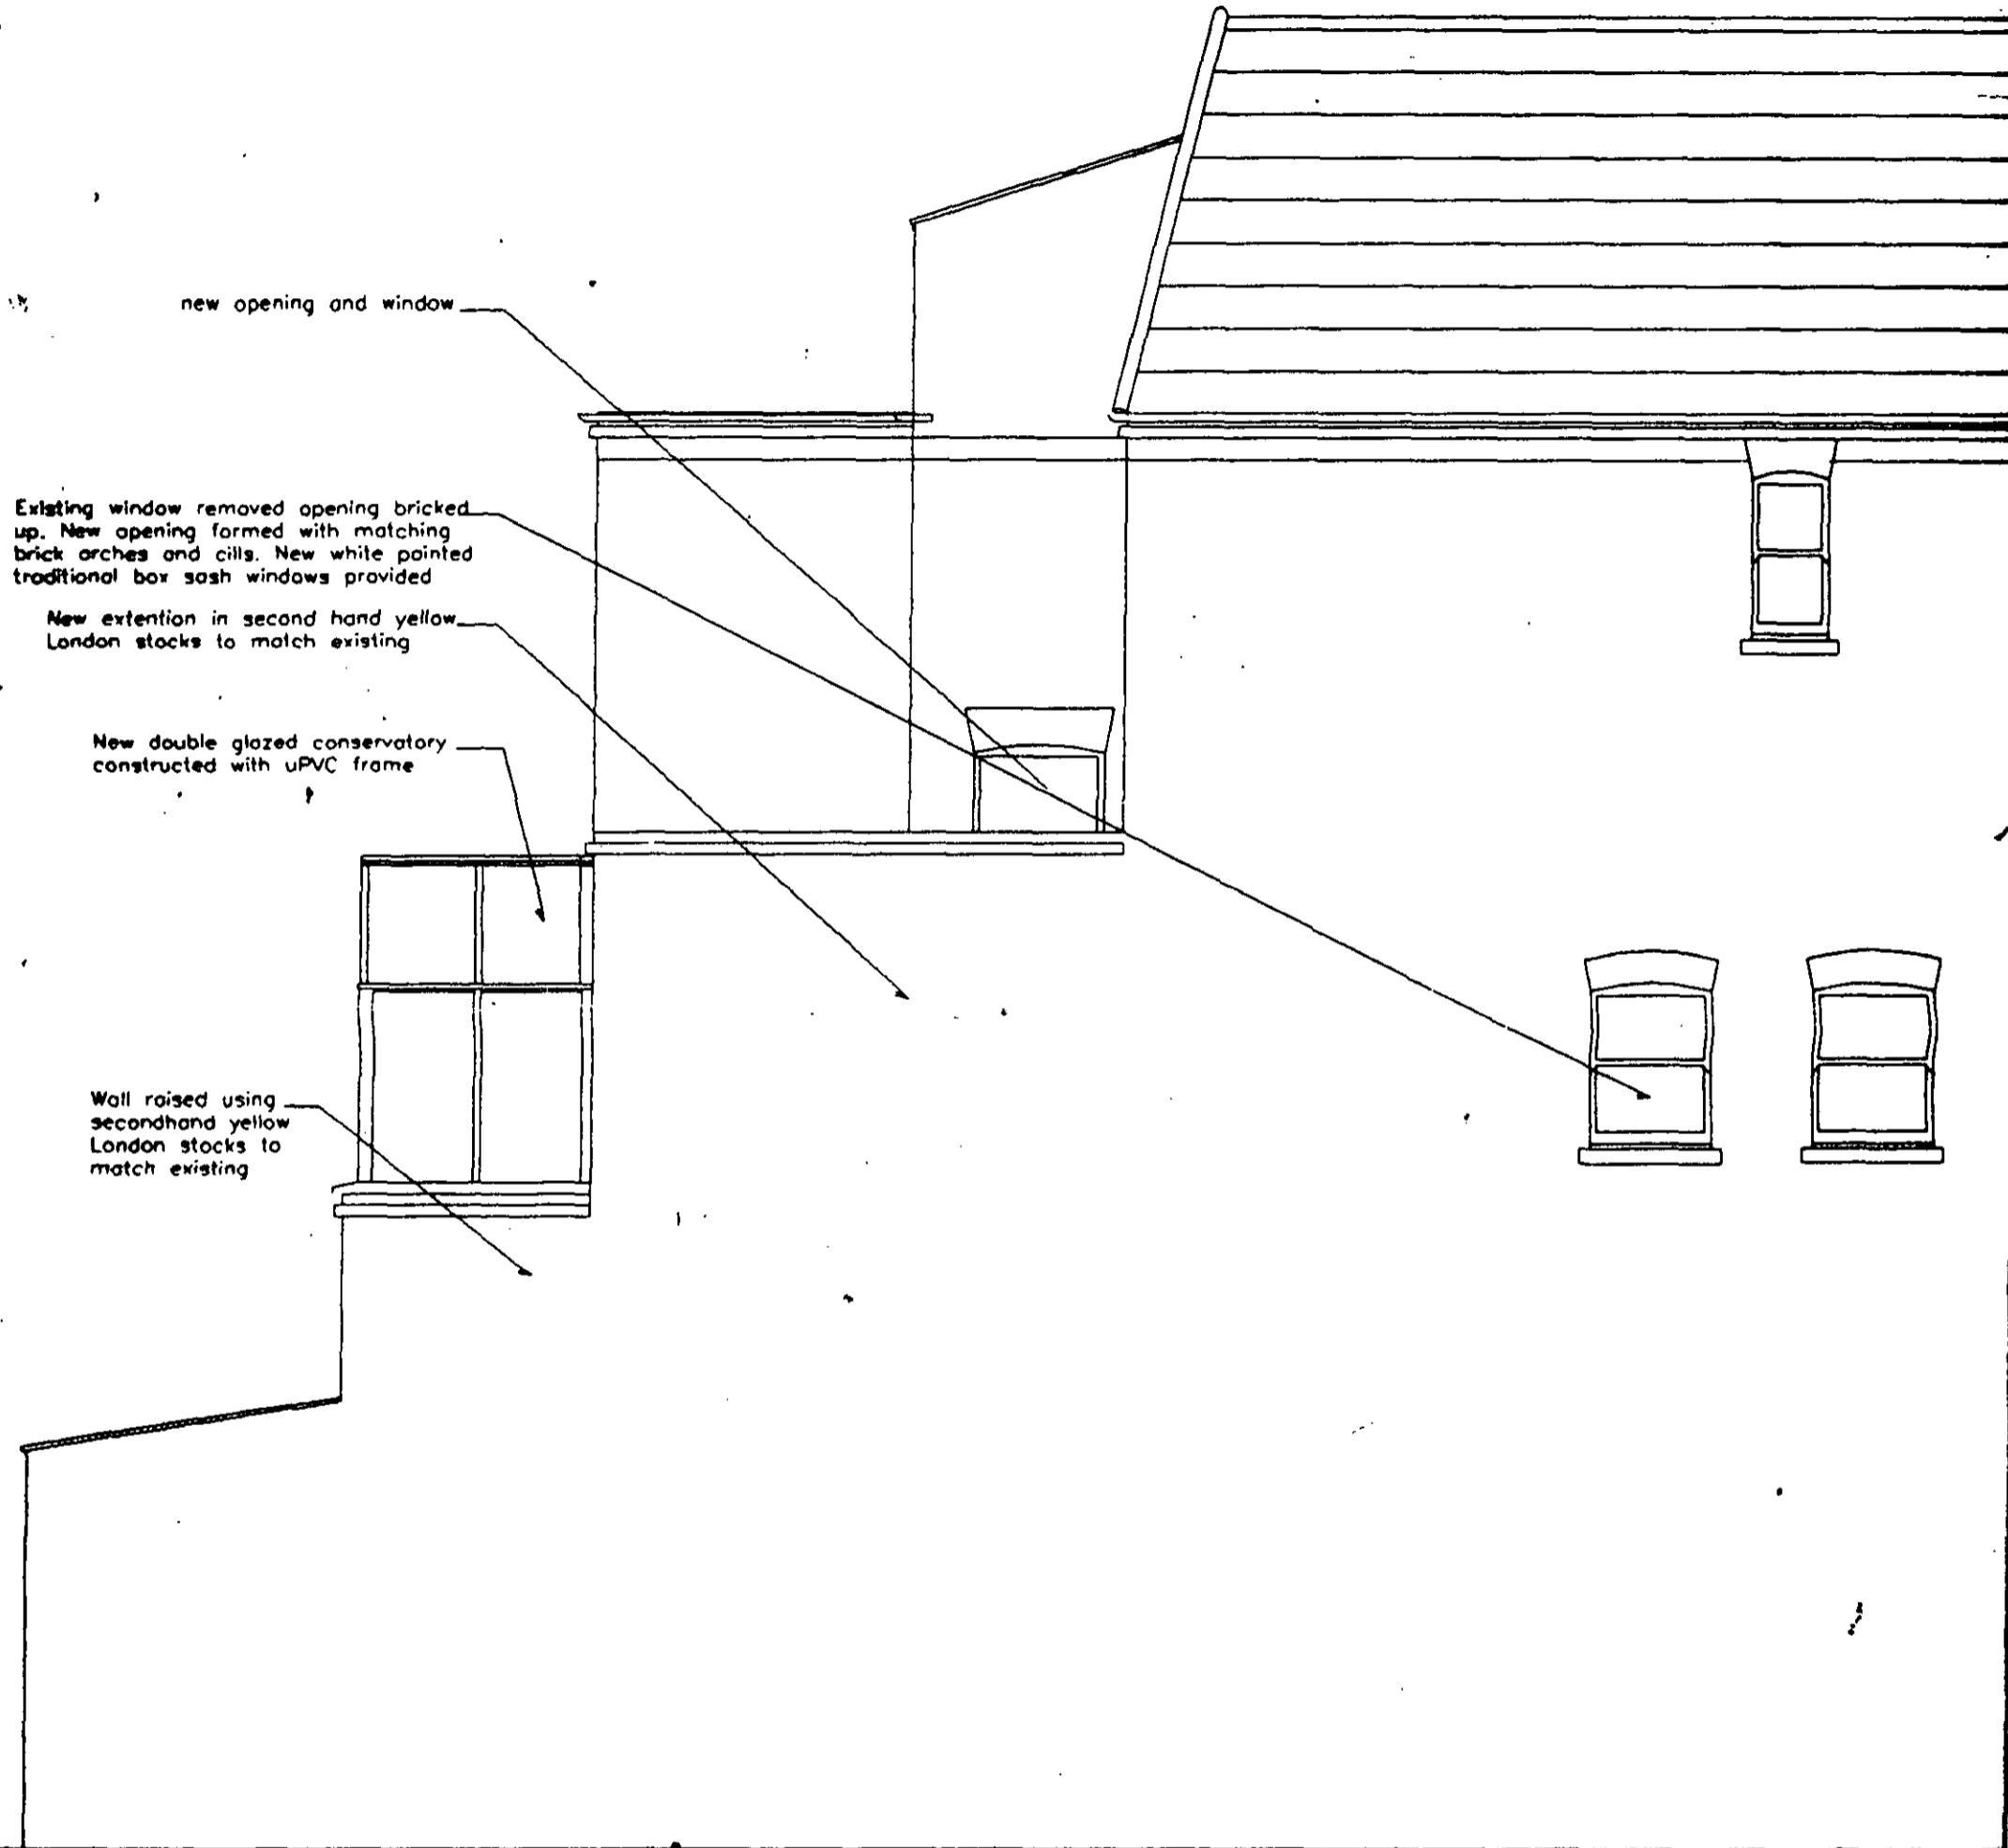 new opening and window
Existing window removed opening bricked
up. New opening formed with matching
brick arches and cills. New white painted
traditional box sash windows provided
New extention in second hand yellow
London stocks to match existing
New double glazed conservatory
constructed with uPVC frame
Wall raised using
secondhand yellow
London stocks to
match existing